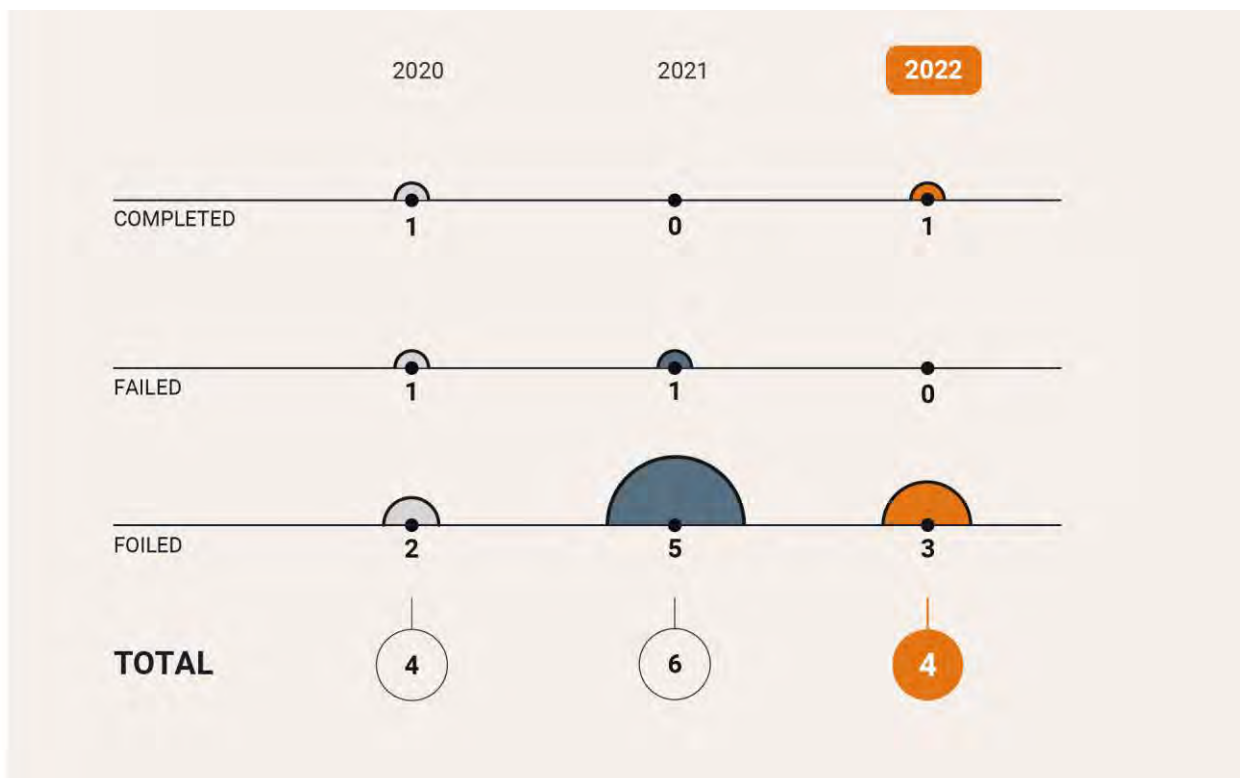 2020 2021 2022
COMPLETED
1 0 1
FAILED
1 1 0
FOILED
2 5 3
TOTAL 4 6 4